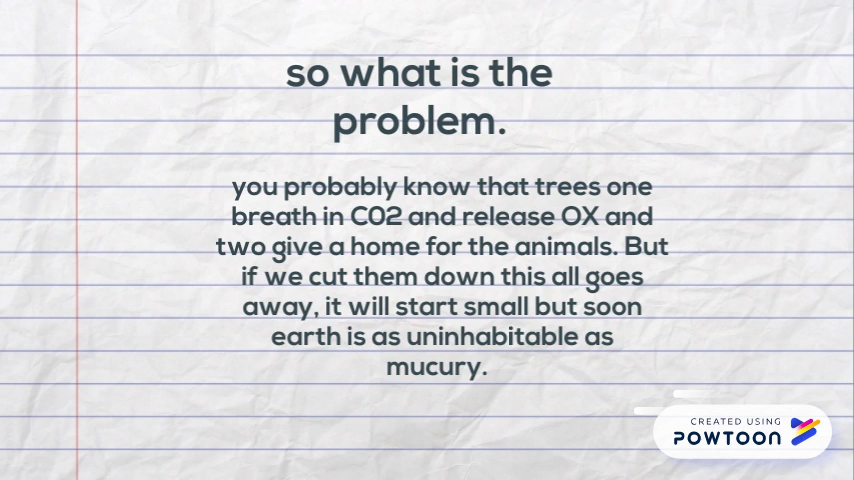 so what is the
problem.
you probably know that trees one
breath in CO2 and release OX and
two give a home for the animals. But
if we cut them down this all goes
away, it will start small but soon
earth is as uninhabitable as
mucury.
CREATED USING
POWTOON